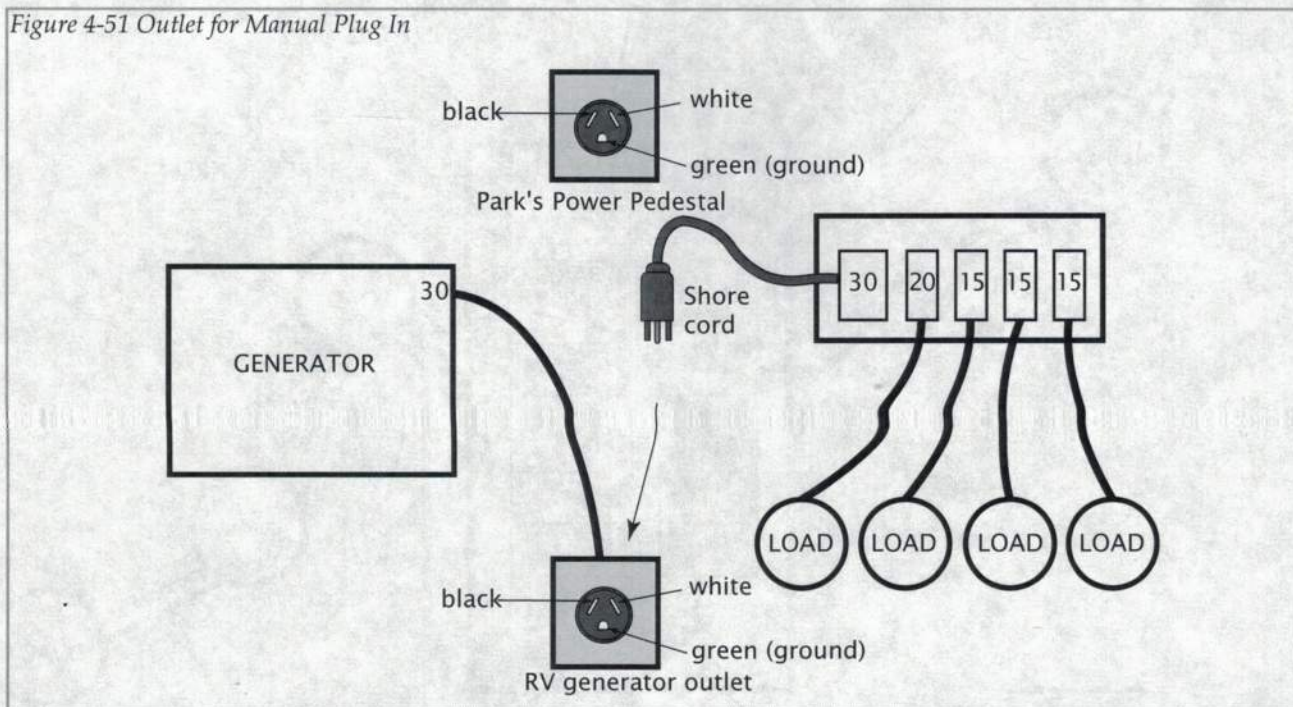 Figure 4-51 Outlet for Manual Plug In
black
white
green (ground)
Park's Power Pedestal
30
GENERATOR
Shore
cord
30
20
15
15
15
LOAD
LOAD
LOAD
LOAD
black
white
green (ground)
RV generator outlet